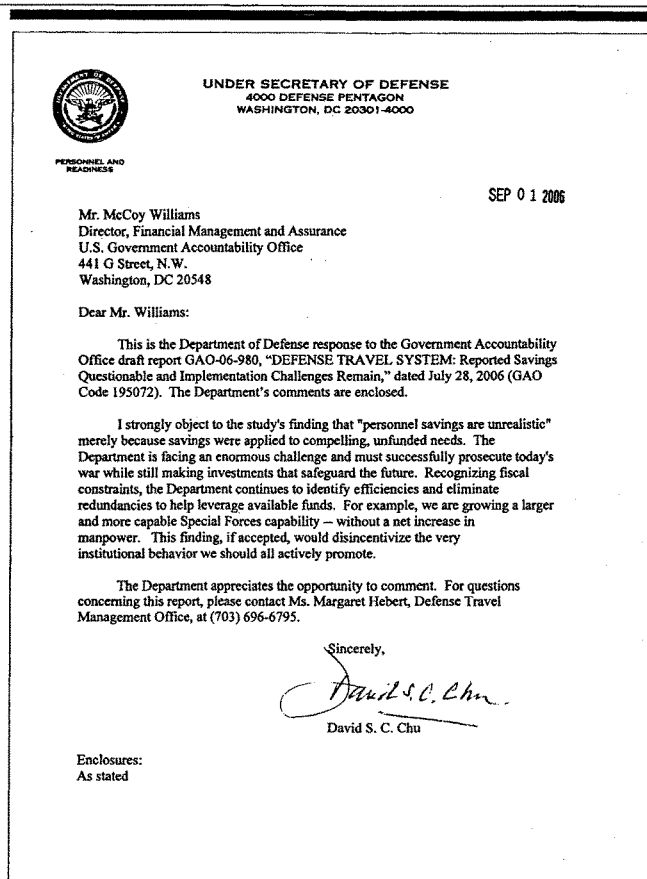 UNDER SECRETARY OF DEFENSE
4000 DEFENSE PENTAGON
WASHINGTON, DC 20301-4000
PERSONNEL AND
READINESS
SEP 0 1 2006
Mr. McCoy Williams
Director, Financial Management and Assurance
U.S. Government Accountability Office
441 G Street, N.W.
Washington, DC 20548
Dear Mr. Williams:
This is the Department of Defense response to the Government Accountability
Office draft report GAO-06-980, “DEFENSE TRAVEL SYSTEM: Reported Savings
Questionable and Implementation Challenges Remain,” dated July 28, 2006 (GAO
Code 195072). The Department’s comments are enclosed.
I strongly object to the study’s finding that "personnel savings are unrealistic"
merely because savings were applied to compelling, unfunded needs. The
Department is facing an enormous challenge and must successfully prosecute today’s
war while still making investments that safeguard the future. Recognizing fiscal
constraints, the Department continues to identify efficiencies and eliminate
redundancies to help leverage available funds. For example, we are growing a larger
and more capable Special Forces capability – without a net increase in
manpower. This finding, if accepted, would disincentivize the very
institutional behavior we should all actively promote.
The Department appreciates the opportunity to comment. For questions
concerning this report, please contact Ms. Margaret Hebert, Defense Travel
Management Office, at (703) 696-6795.
Sincerely,
David S. C. Chu
David S. C. Chu
Enclosures:
As stated